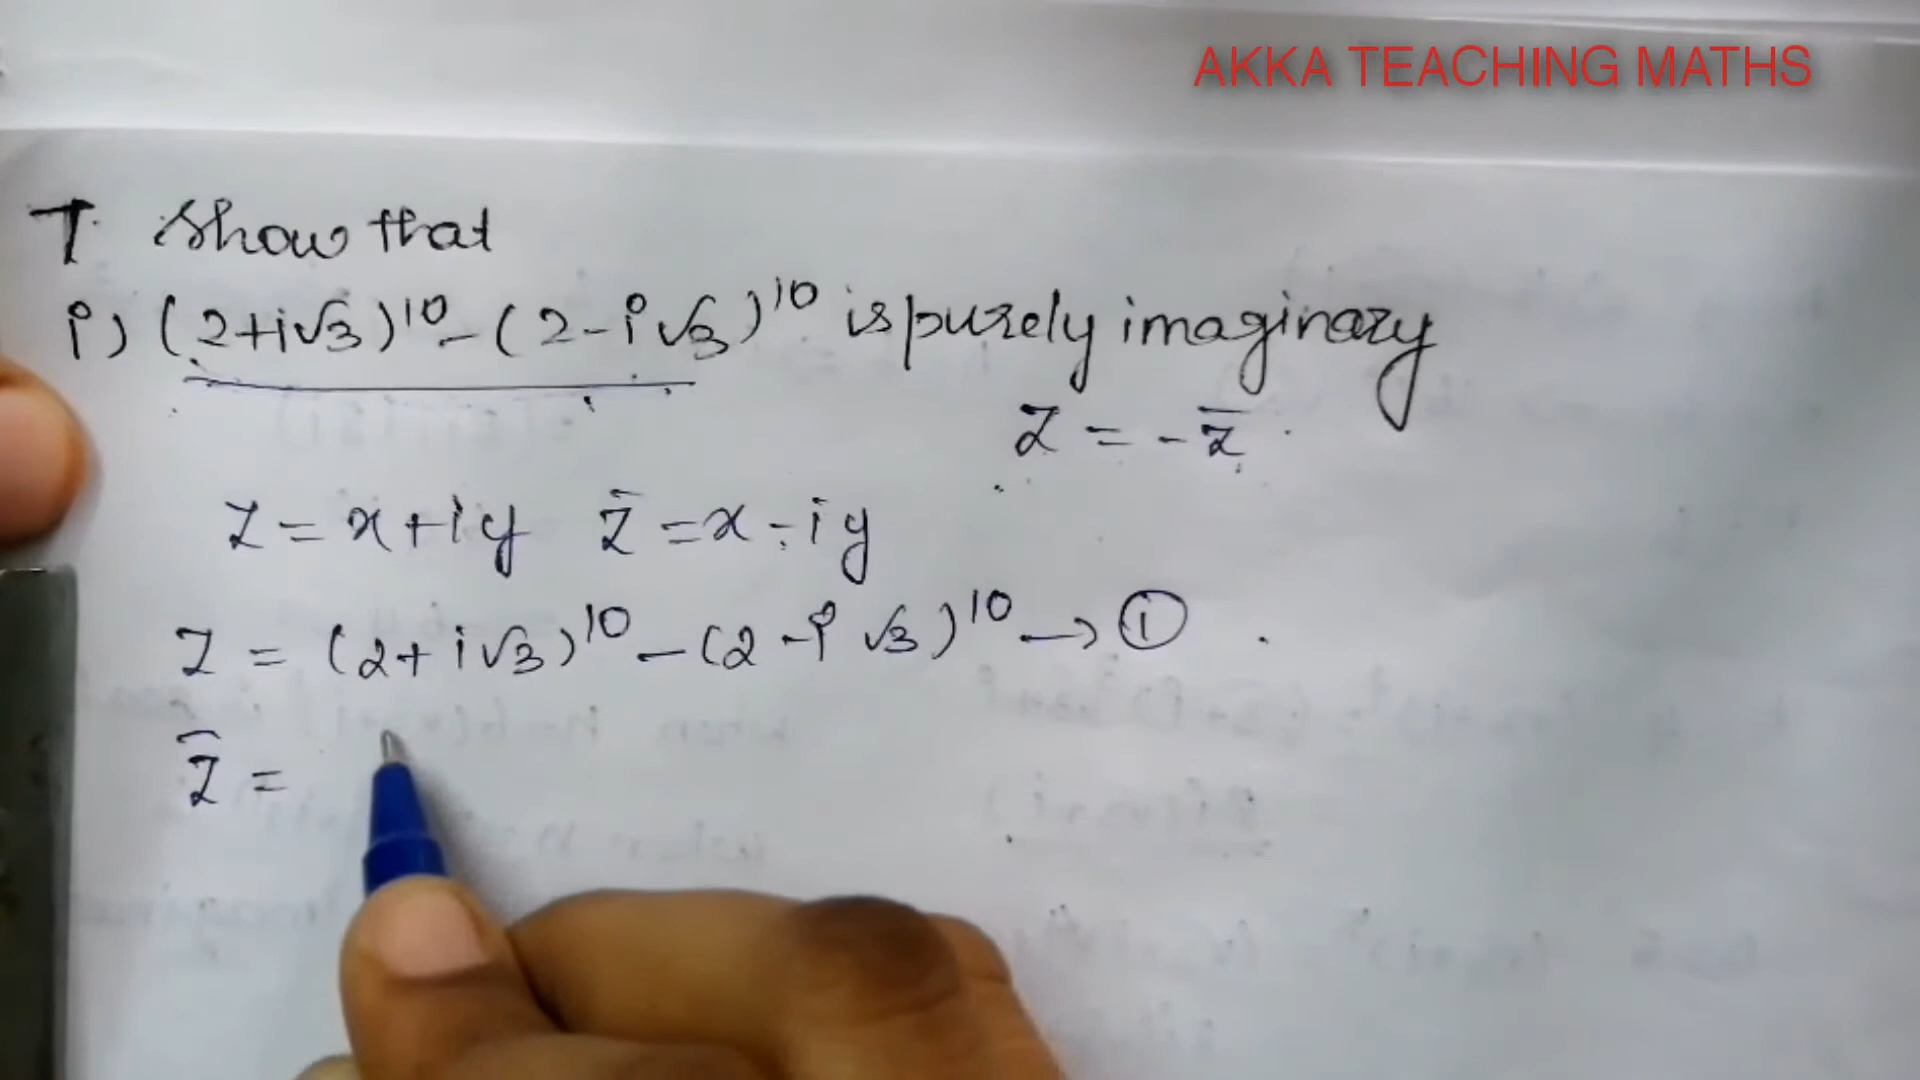 AKKA TEACHING MATHS
7. Show that
i) (2+i√3)¹⁰ - (2-i√3)¹⁰ is purely imaginary
Z = -z̅
Z = x+iy z̅ = x-iy
Z = (2+i√3)¹⁰ - (2-i√3)¹⁰ → ①
z̅ =